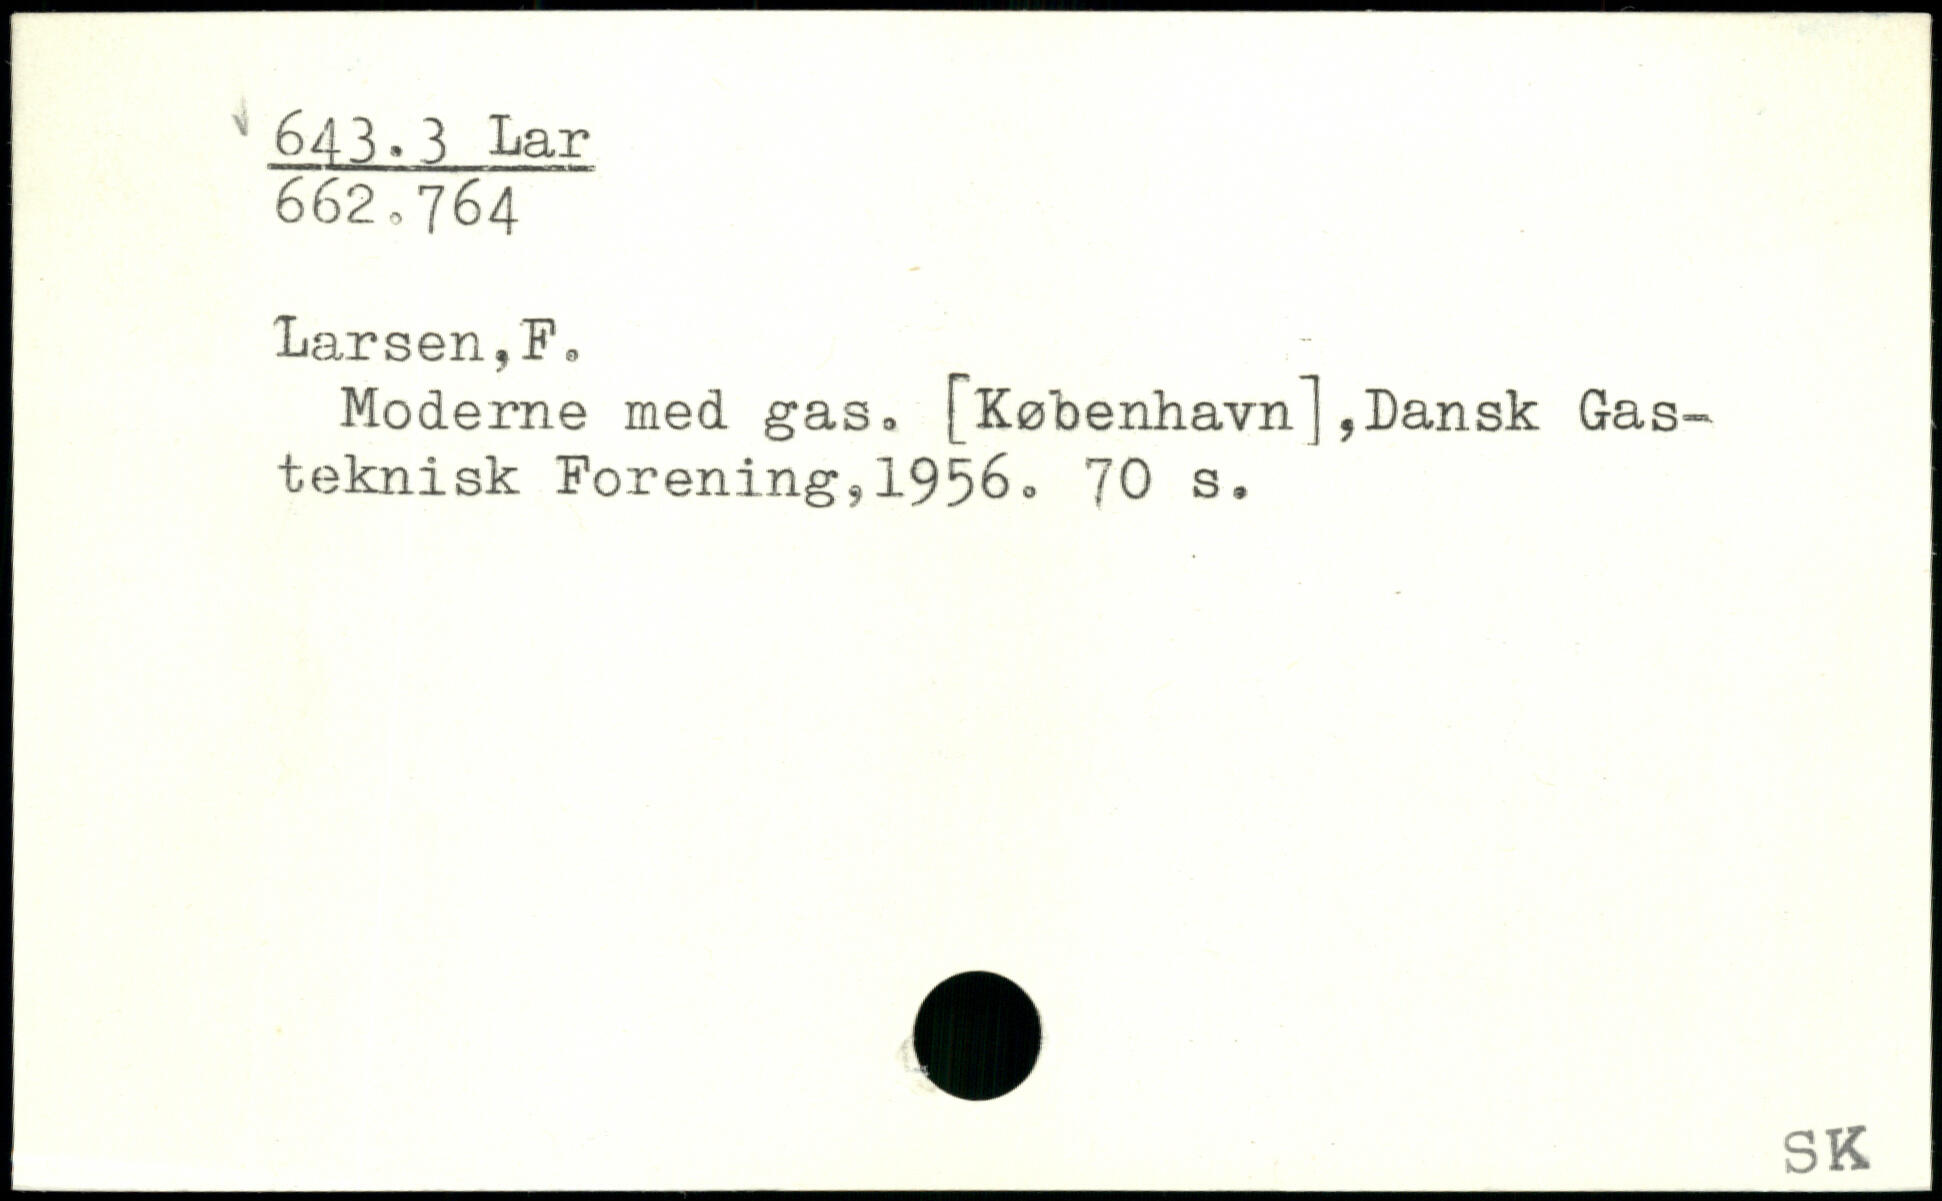 643.3 Lar
662.764
Larsen,F.
Moderne med gas. [København],Dansk Gas-
teknisk Forening,1956. 70 s.
SK